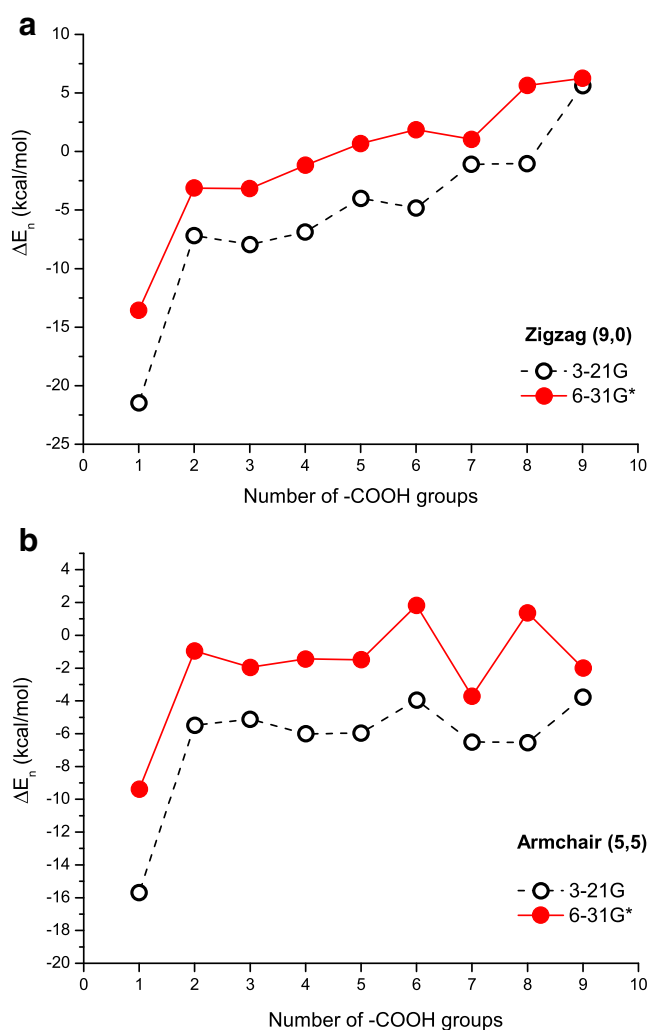 a
10
5
0
-5
-10
-15
-20
-25
ΔEn (kcal/mol)
Zigzag (9,0)
3-21G
6-31G*
0 1 2 3 4 5 6 7 8 9 10
Number of -COOH groups
b
4
2
0
-2
-4
-6
-8
-10
-12
-14
-16
-18
-20
ΔEn (kcal/mol)
Armchair (5,5)
3-21G
6-31G*
0 1 2 3 4 5 6 7 8 9 10
Number of -COOH groups